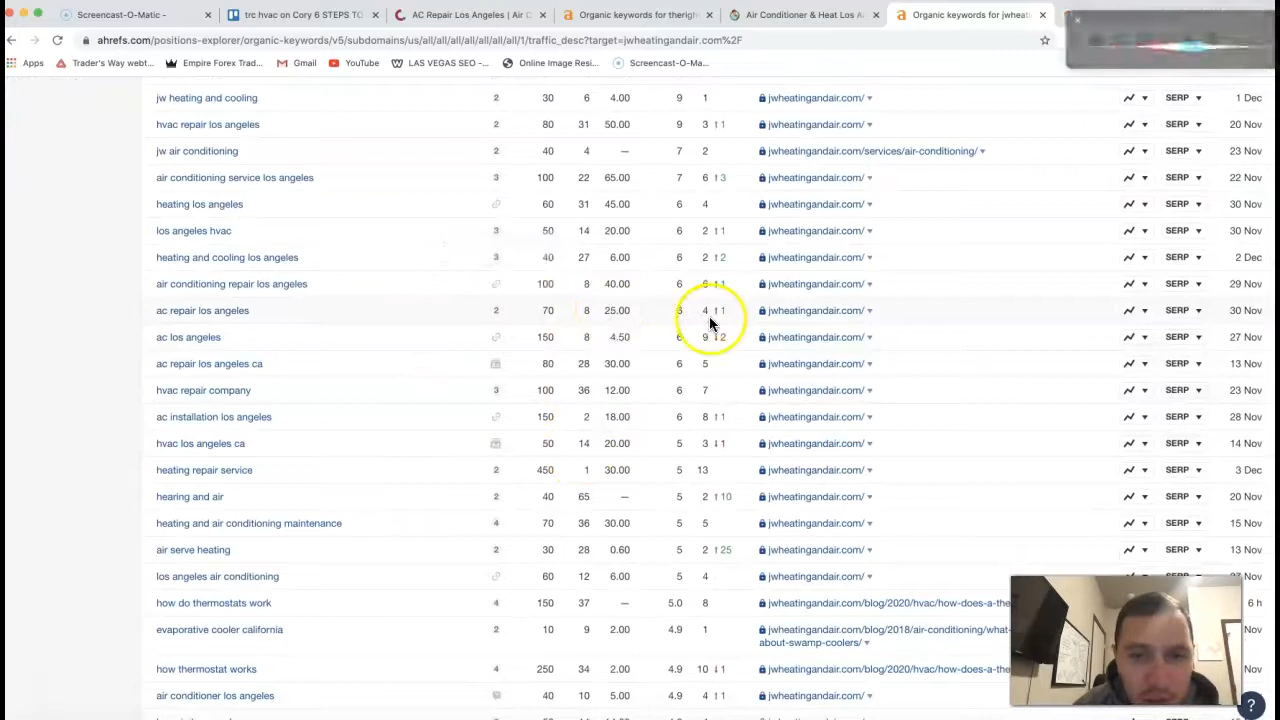 Screencast-O-Matic - ×
trc hvac on Cory 6 STEPS TO ×
AC Repair Los Angeles | Air C ×
Organic keywords for therigh ×
Air Conditioner & Heat Los A ×
Organic keywords for jwheati ×
ahrefs.com/positions-explorer/organic-keywords/v5/subdomains/us/all/all/all/all/all/all/1/traffic_desc?target=jwheatingandair.com%2F
Apps Trader's Way webt... Empire Forex Trad... Gmail YouTube LAS VEGAS SEO -... Online Image Resi... Screencast-O-Ma...
jw heating and cooling 2 30 6 4.00 9 1 jwheatingandair.com/ SERP 1 Dec
hvac repair los angeles 2 80 31 50.00 9 3 ↑1 jwheatingandair.com/ SERP 20 Nov
jw air conditioning 2 40 4 — 7 2 jwheatingandair.com/services/air-conditioning/ SERP 23 Nov
air conditioning service los angeles 3 100 22 65.00 7 6 ↑3 jwheatingandair.com/ SERP 22 Nov
heating los angeles 60 31 45.00 6 4 jwheatingandair.com/ SERP 30 Nov
los angeles hvac 3 50 14 20.00 6 2 ↑1 jwheatingandair.com/ SERP 30 Nov
heating and cooling los angeles 3 40 27 6.00 6 2 ↑2 jwheatingandair.com/ SERP 2 Dec
air conditioning repair los angeles 100 8 40.00 6 6 ↑1 jwheatingandair.com/ SERP 29 Nov
ac repair los angeles 2 70 8 25.00 6 4 ↑1 jwheatingandair.com/ SERP 30 Nov
ac los angeles 150 8 4.50 6 9 ↓2 jwheatingandair.com/ SERP 27 Nov
ac repair los angeles ca 80 28 30.00 6 5 jwheatingandair.com/ SERP 13 Nov
hvac repair company 3 100 36 12.00 6 7 jwheatingandair.com/ SERP 23 Nov
ac installation los angeles 150 2 18.00 6 8 ↑1 jwheatingandair.com/ SERP 28 Nov
hvac los angeles ca 50 14 20.00 5 3 ↓1 jwheatingandair.com/ SERP 14 Nov
heating repair service 2 450 1 30.00 5 13 jwheatingandair.com/ SERP 3 Dec
hearing and air 2 40 65 — 5 2 ↑10 jwheatingandair.com/ SERP 20 Nov
heating and air conditioning maintenance 4 70 36 30.00 5 5 jwheatingandair.com/ SERP 15 Nov
air serve heating 2 30 28 0.60 5 2 ↑25 jwheatingandair.com/ SERP 13 Nov
los angeles air conditioning 60 12 6.00 5 4 jwheatingandair.com/
how do thermostats work 4 150 37 — 5.0 8 jwheatingandair.com/blog/2020/hvac/how-does-a-the 6 h
evaporative cooler california 2 10 9 2.00 4.9 1 jwheatingandair.com/blog/2018/air-conditioning/what- Nov
about-swamp-coolers/
how thermostat works 4 250 34 2.00 4.9 10 ↓1 jwheatingandair.com/blog/2020/hvac/how-does-a-the Nov
air conditioner los angeles 40 10 5.00 4.9 4 ↑1 jwheatingandair.com/ Nov
?